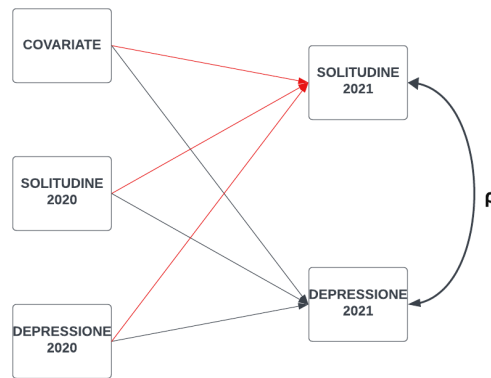 COVARIATE
SOLITUDINE
2020
DEPRESSIONE
2020
SOLITUDINE
2021
DEPRESSIONE
2021
ρ